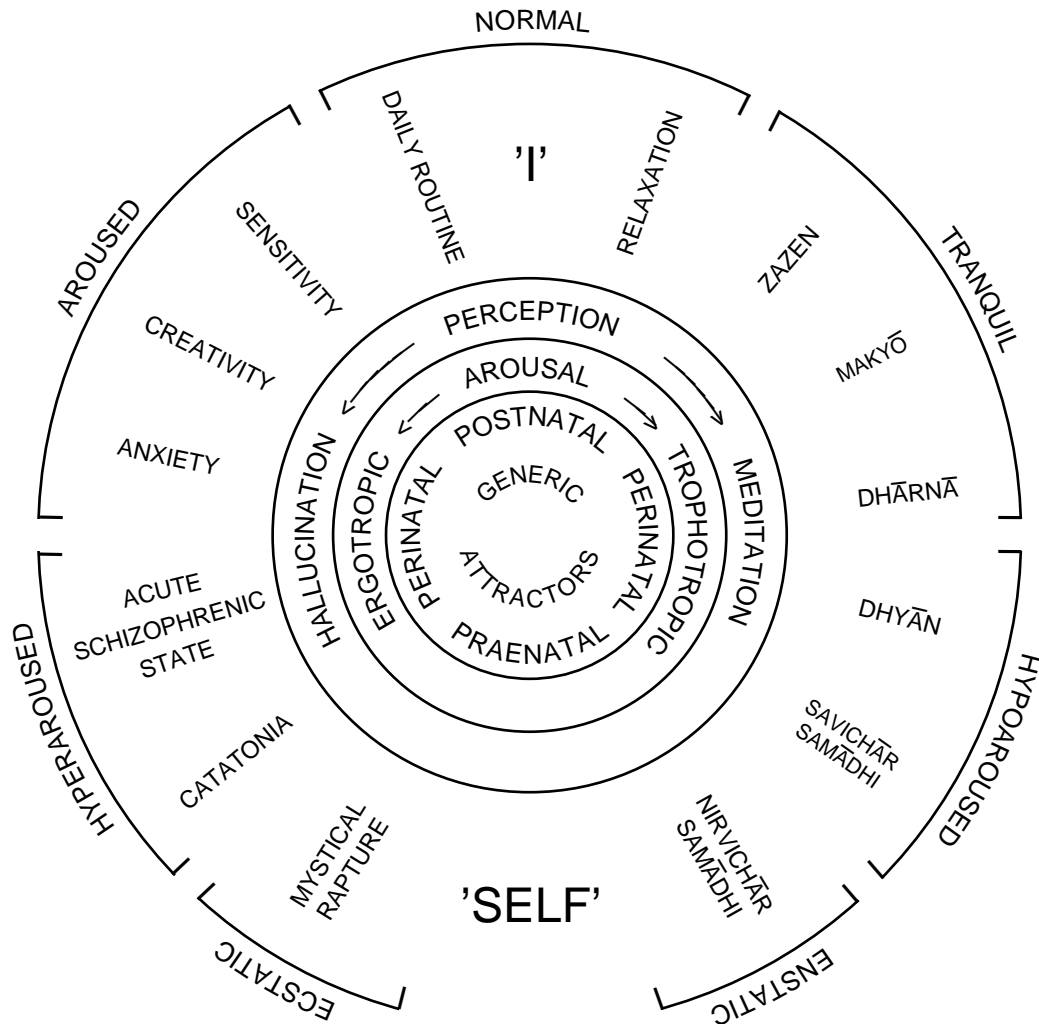 NORMAL
AROUSED
TRANQUIL
HYPERAROUSED
HYPOAROUSED
ECSTATIC
ENSTATIC
DAILY ROUTINE
'I'
RELAXATION
SENSITIVITY
ZAZEN
CREATIVITY
MAKYŌ
ANXIETY
DHĀRNĀ
ACUTE
SCHIZOPHRENIC
STATE
DHYĀN
CATATONIA
SAVICHĀR
SAMĀDHI
MYSTICAL
RAPTURE
'SELF'
NIRVICHĀR
SAMĀDHI
PERCEPTION
HALLUCINATION
MEDITATION
AROUSAL
ERGOTROPIC
TROPHOTROPIC
POSTNATAL
PERINATAL
PERINATAL
PRAENATAL
GENERIC
ATTRACTORS